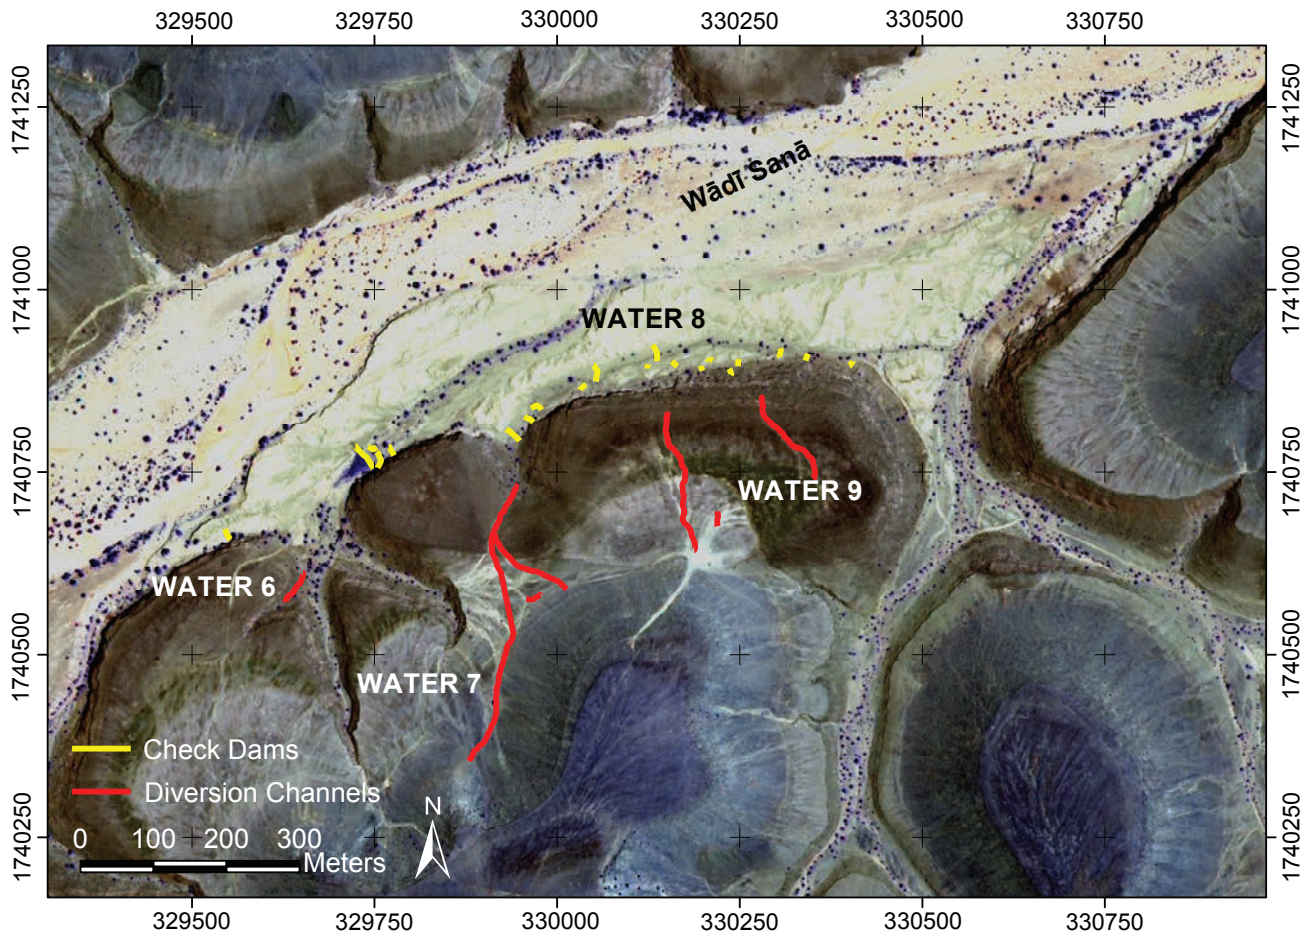 329500 329750 330000 330250 330500 330750
1741250 1741250
Wādī Sanā
1741000 1741000
WATER 8
1740750 1740750
WATER 9
WATER 6
1740500 1740500
WATER 7
Check Dams
Diversion Channels
N
1740250 1740250
0 100 200 300
Meters
329500 329750 330000 330250 330500 330750